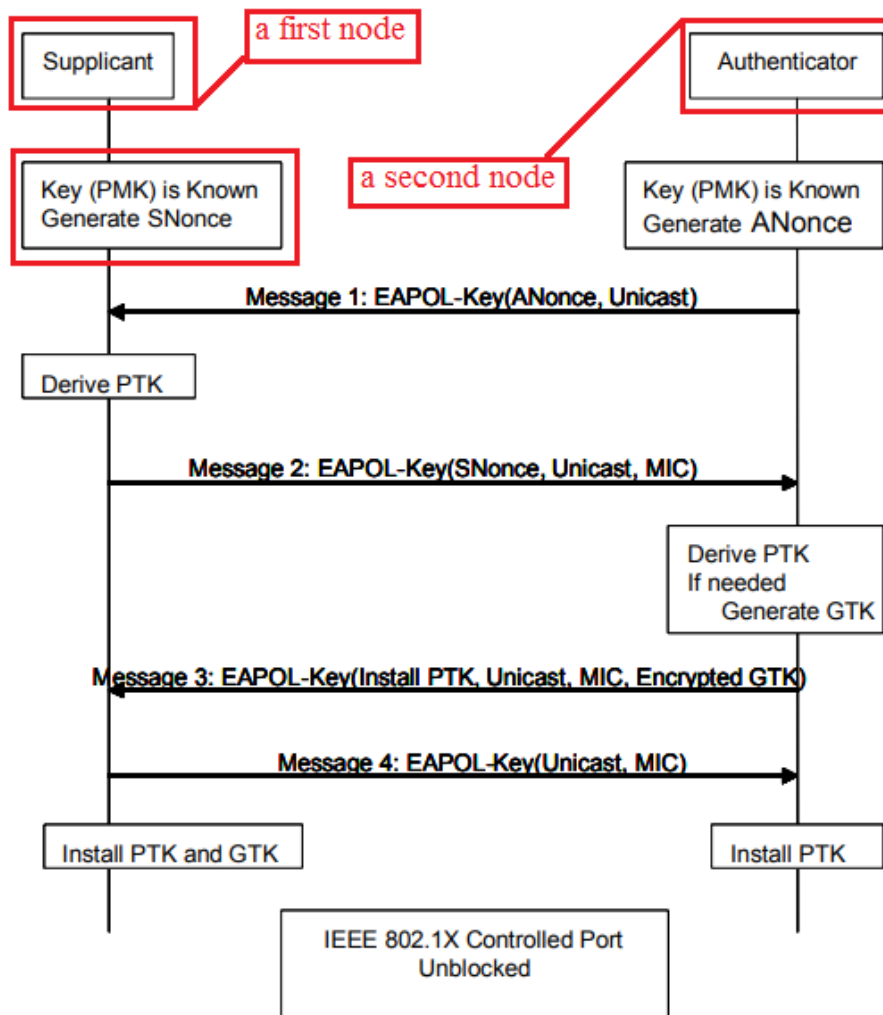 a first node
Supplicant
Authenticator
a second node
Key (PMK) is Known
Generate SNonce
Key (PMK) is Known
Generate ANonce
Message 1: EAPOL-Key(ANonce, Unicast)
Derive PTK
Message 2: EAPOL-Key(SNonce, Unicast, MIC)
Derive PTK
If needed
Generate GTK
Message 3: EAPOL-Key(Install PTK, Unicast, MIC, Encrypted GTK)
Message 4: EAPOL-Key(Unicast, MIC)
Install PTK and GTK
Install PTK
IEEE 802.1X Controlled Port
Unblocked